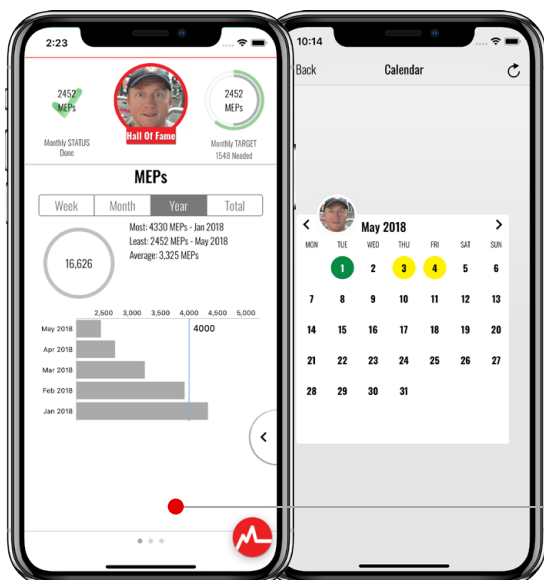 2:23
2452
MEPs
Monthly STATUS
Done
Hall Of Fame
2452
MEPs
Monthly TARGET
1548 Needed
MEPs
Week Month Year Total
16,626
Most: 4330 MEPs - Jan 2018
Least: 2452 MEPs - May 2018
Average: 3,325 MEPs
2,500 3,000 3,500 4,000 4,500 5,000
May 2018 4000
Apr 2018
Mar 2018
Feb 2018
Jan 2018
10:14
Back Calendar
May 2018
MON TUE WED THU FRI SAT SUN
1 2 3 4 5 6
7 8 9 10 11 12 13
14 15 16 17 18 19 20
21 22 23 24 25 26 27
28 29 30 31